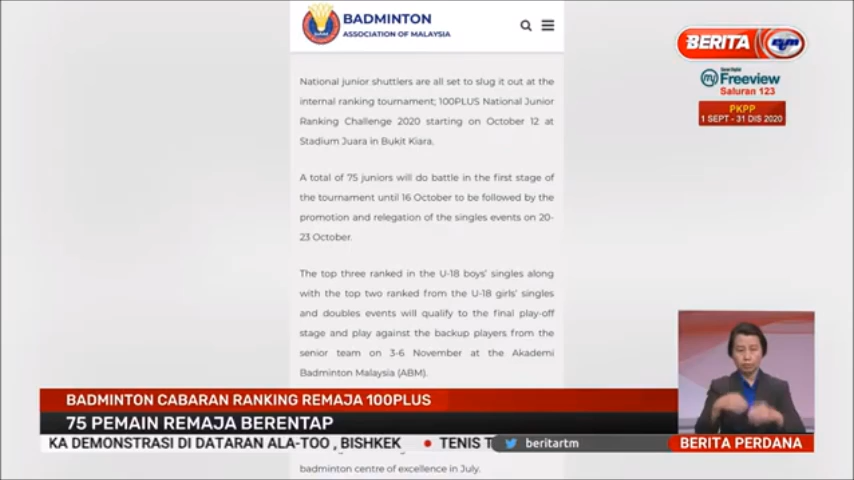 BADMINTON
ASSOCIATION OF MALAYSIA
BERITA
Freeview
Saluran 123
PKPP
1 SEPT - 31 DIS 2020
National junior shuttlers are all set to slug it out at the
internal ranking tournament; 100PLUS National Junior
Ranking Challenge 2020 starting on October 12 at
Stadium Juara in Bukit Kiara.
A total of 75 juniors will do battle in the first stage of
the tournament until 16 October to be followed by the
promotion and relegation of the singles events on 20-
23 October.
The top three ranked in the U-18 boys' singles along
with the top two ranked from the U-18 girls' singles
and doubles events will qualify to the final play-off
stage and play against the backup players from the
senior team on 3-6 November at the Akademi
Badminton Malaysia (ABM).
BADMINTON CABARAN RANKING REMAJA 100PLUS
75 PEMAIN REMAJA BERENTAP
KA DEMONSTRASI DI DATARAN ALA-TOO , BISHKEK • TENIS T
beritartm
BERITA PERDANA
badminton centre of excellence in July.